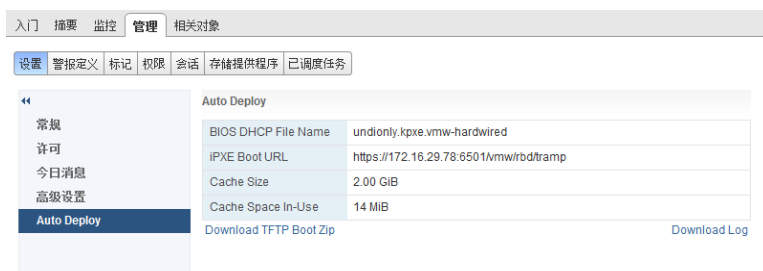 入门 摘要 监控 管理 相关对象
设置 警报定义 标记 权限 会话 存储提供程序 已调度任务
常规
许可
今日消息
高级设置
Auto Deploy
Auto Deploy
BIOS DHCP File Name undionly.kpxe.vmw-hardwired
iPXE Boot URL https://172.16.29.78:6501/vmw/rbd/tramp
Cache Size 2.00 GiB
Cache Space In-Use 14 MiB
Download TFTP Boot Zip Download Log